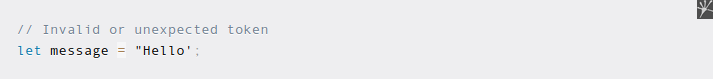 // Invalid or unexpected token
let message = "Hello';